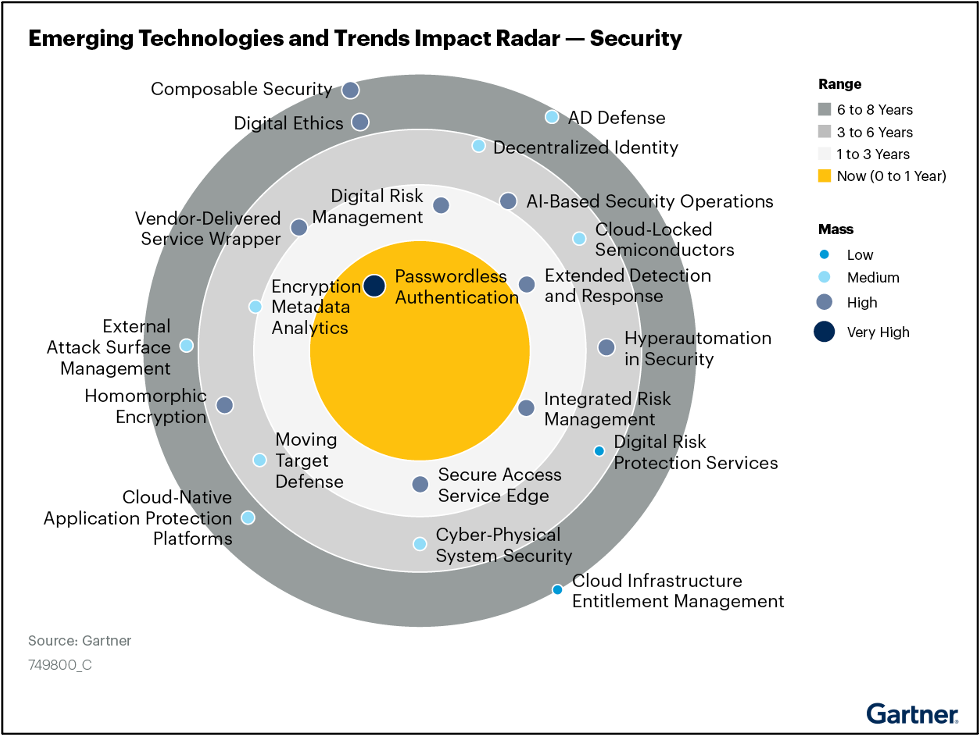 Emerging Technologies and Trends Impact Radar — Security
Composable Security
Digital Ethics
AD Defense
Decentralized Identity
Digital Risk
Management
AI-Based Security Operations
Vendor-Delivered
Service Wrapper
Cloud-Locked
Semiconductors
Encryption
Metadata
Analytics
Passwordless
Authentication
Extended Detection
and Response
External
Attack Surface
Management
Hyperautomation
in Security
Homomorphic
Encryption
Integrated Risk
Management
Moving
Target
Defense
Digital Risk
Protection Services
Secure Access
Service Edge
Cloud-Native
Application Protection
Platforms
Cyber-Physical
System Security
Cloud Infrastructure
Entitlement Management
Range
6 to 8 Years
3 to 6 Years
1 to 3 Years
Now (0 to 1 Year)
Mass
Low
Medium
High
Very High
Source: Gartner
749800_C
Gartner